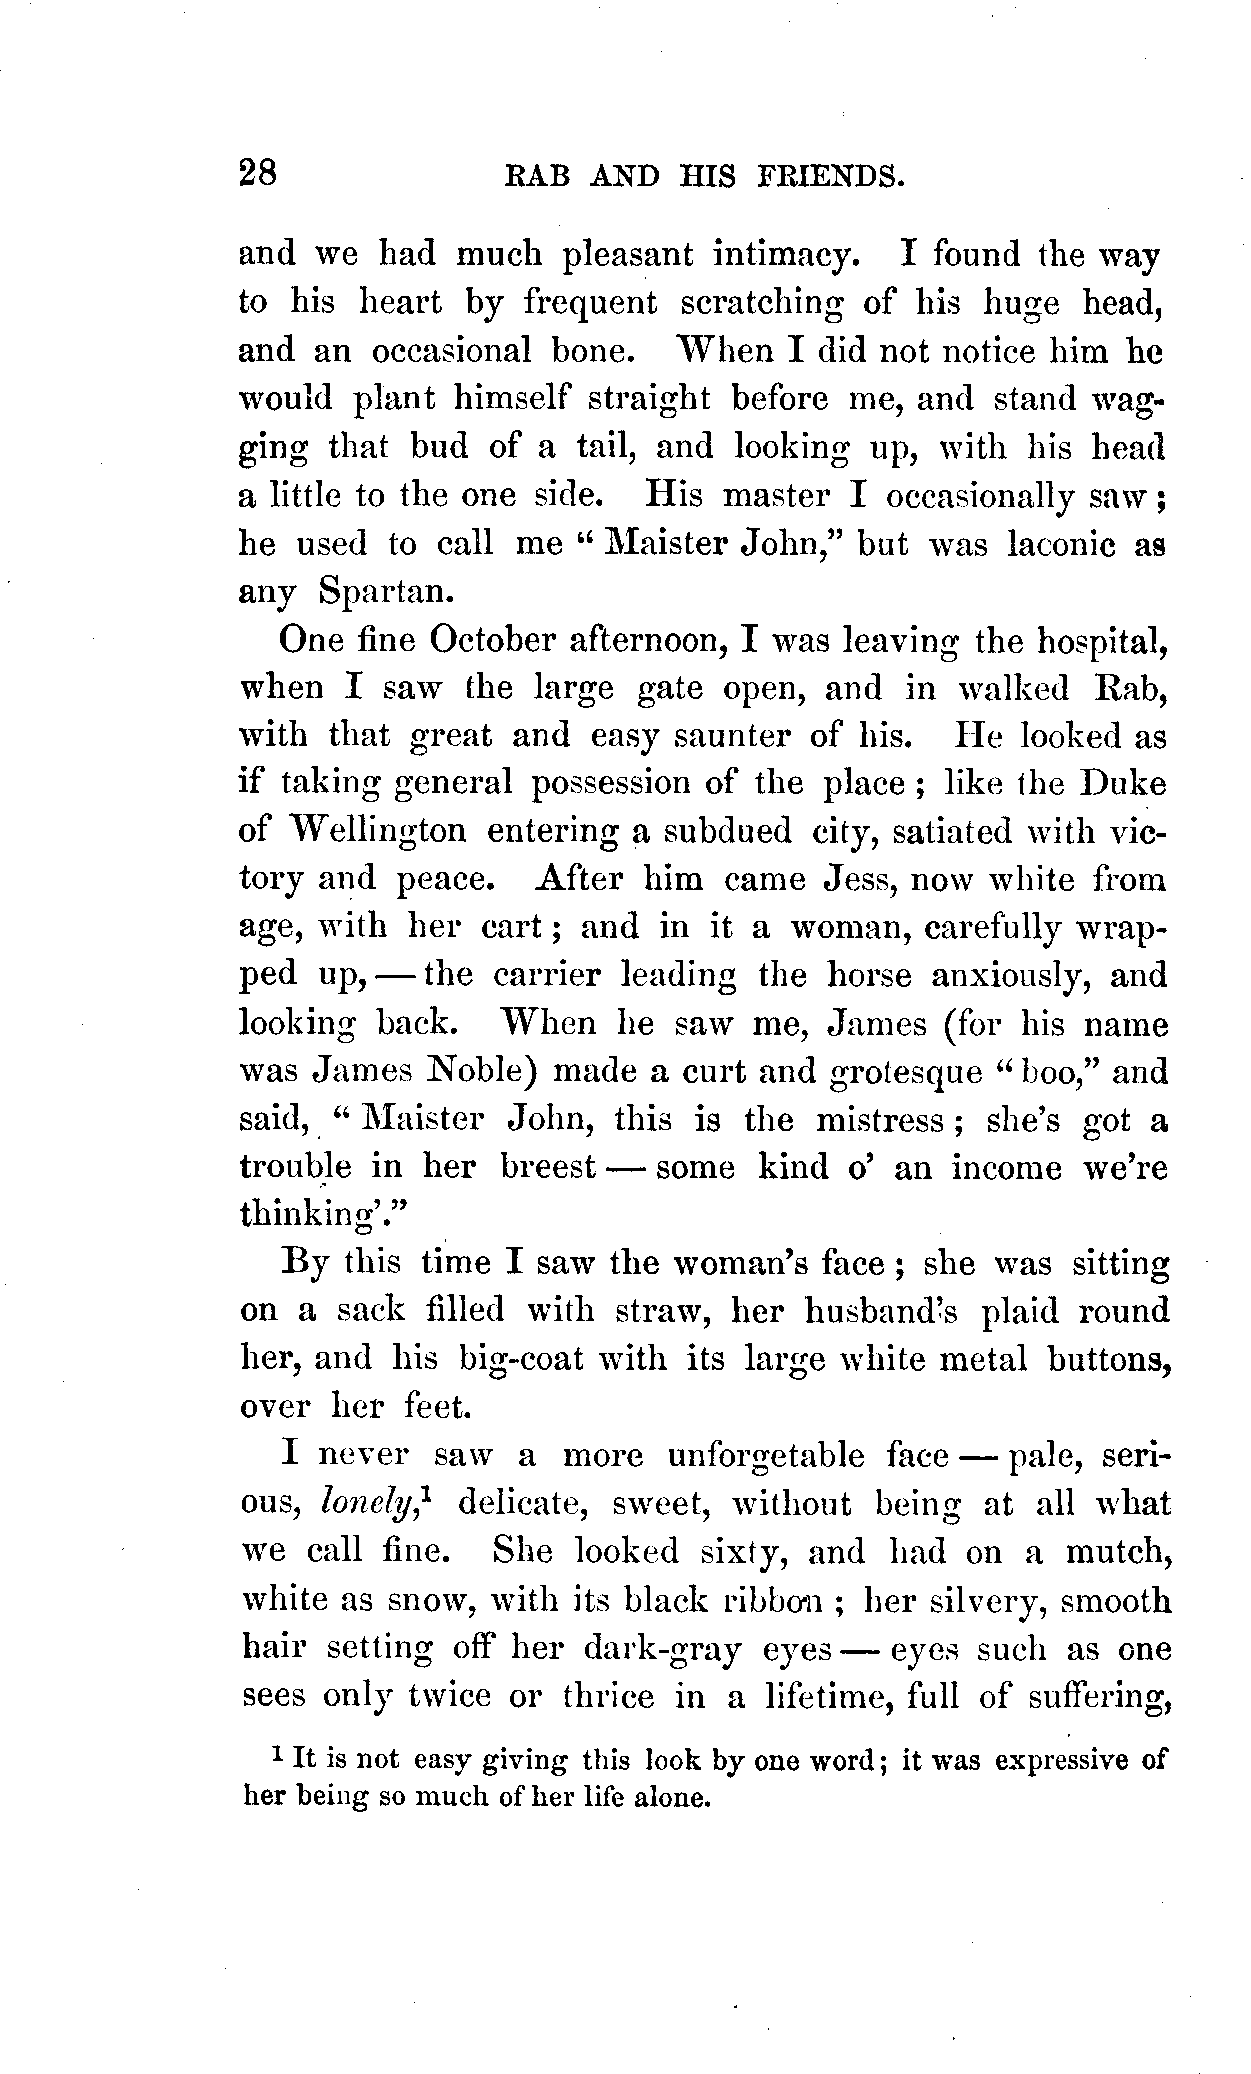 28 RAB AND HIS FRIENDS.
and we had much pleasant intimacy. I found the way
to his heart by frequent scratching of his huge head,
and an occasional bone. When I did not notice him he
would plant himself straight before me, and stand wag-
ging that bud of a tail, and looking up, with his head
a little to the one side. His master I occasionally saw;
he used to call me “ Maister John,” but was laconic as
any Spartan.
One fine October afternoon, I was leaving the hospital,
when I saw the large gate open, and in walked Rab,
with that great and easy saunter of his. He looked as
if taking general possession of the place ; like the Duke
of Wellington entering a subdued city, satiated with vic-
tory and peace. After him came Jess, now white from
age, with her cart ; and in it a woman, carefully wrap-
ped up, — the carrier leading the horse anxiously, and
looking back. When he saw me, James (for his name
was James Noble) made a curt and grotesque “ boo,” and
said, “ Maister John, this is the mistress ; she’s got a
trouble in her breest — some kind o’ an income we’re
thinking’.”
By this time I saw the woman’s face ; she was sitting
on a sack filled with straw, her husband’s plaid round
her, and his big-coat with its large white metal buttons,
over her feet.
I never saw a more unforgetable face — pale, seri-
ous, lonely,¹ delicate, sweet, without being at all what
we call fine. She looked sixty, and had on a mutch,
white as snow, with its black ribbon ; her silvery, smooth
hair setting off her dark-gray eyes — eyes such as one
sees only twice or thrice in a lifetime, full of suffering,
¹ It is not easy giving this look by one word; it was expressive of
her being so much of her life alone.